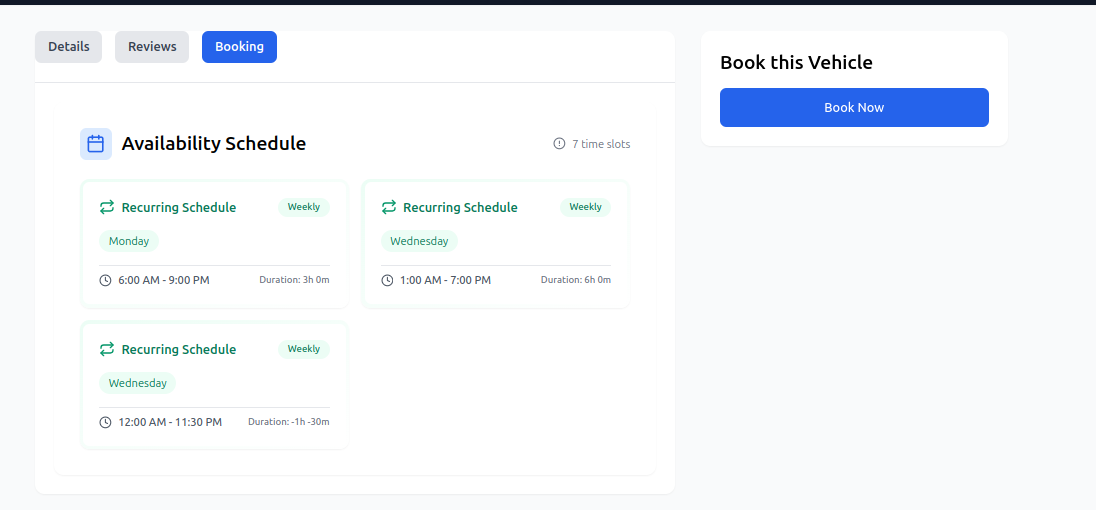 Details Reviews Booking
Book this Vehicle
Book Now
Availability Schedule 7 time slots
Recurring Schedule Weekly
Monday
6:00 AM - 9:00 PM Duration: 3h 0m
Recurring Schedule Weekly
Wednesday
1:00 AM - 7:00 PM Duration: 6h 0m
Recurring Schedule Weekly
Wednesday
12:00 AM - 11:30 PM Duration: -1h -30m